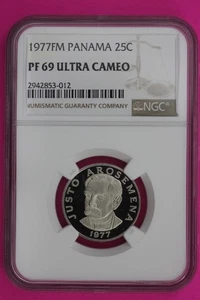 1977FM PANAMA 25C
PF 69 ULTRA CAMEO
2942853-012
NUMISMATIC GUARANTY COMPANY
NGC
JUSTO AROSEMENA
1977